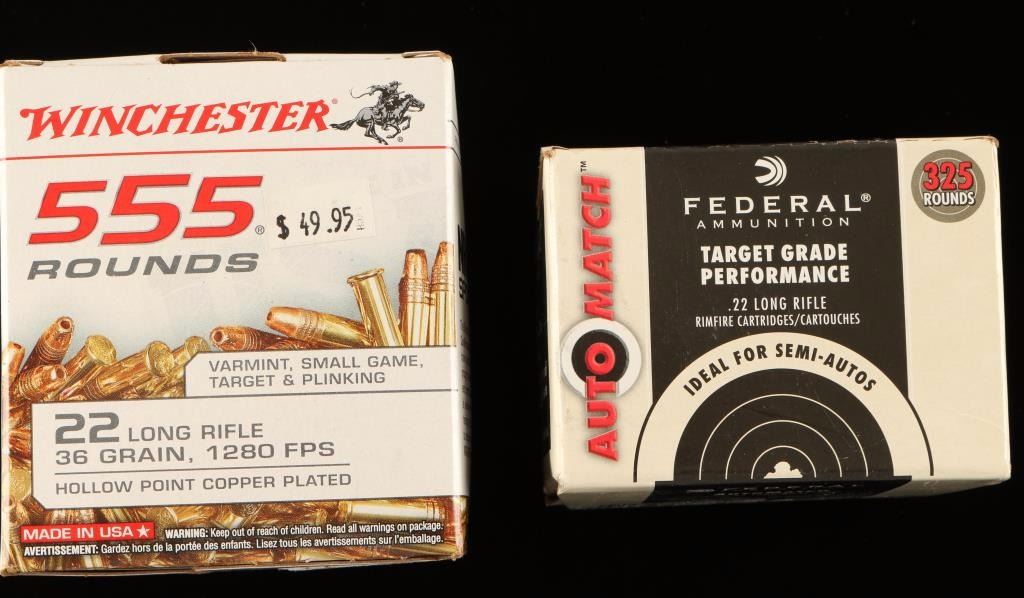 WINCHESTER®
555®
ROUNDS
$ 49.95
VARMINT, SMALL GAME,
TARGET & PLINKING
22 LONG RIFLE
36 GRAIN, 1280 FPS
HOLLOW POINT COPPER PLATED
MADE IN USA★
WARNING: Keep out of reach of children. Read all warnings on package.
AVERTISSEMENT: Gardez hors de la portée des enfants. Lisez tous les avertissements sur l'emballage.
AUTOMATCH™
FEDERAL®
AMMUNITION
TARGET GRADE
PERFORMANCE
.22 LONG RIFLE
RIMFIRE CARTRIDGES/CARTOUCHES
IDEAL FOR SEMI-AUTOS
325
ROUNDS